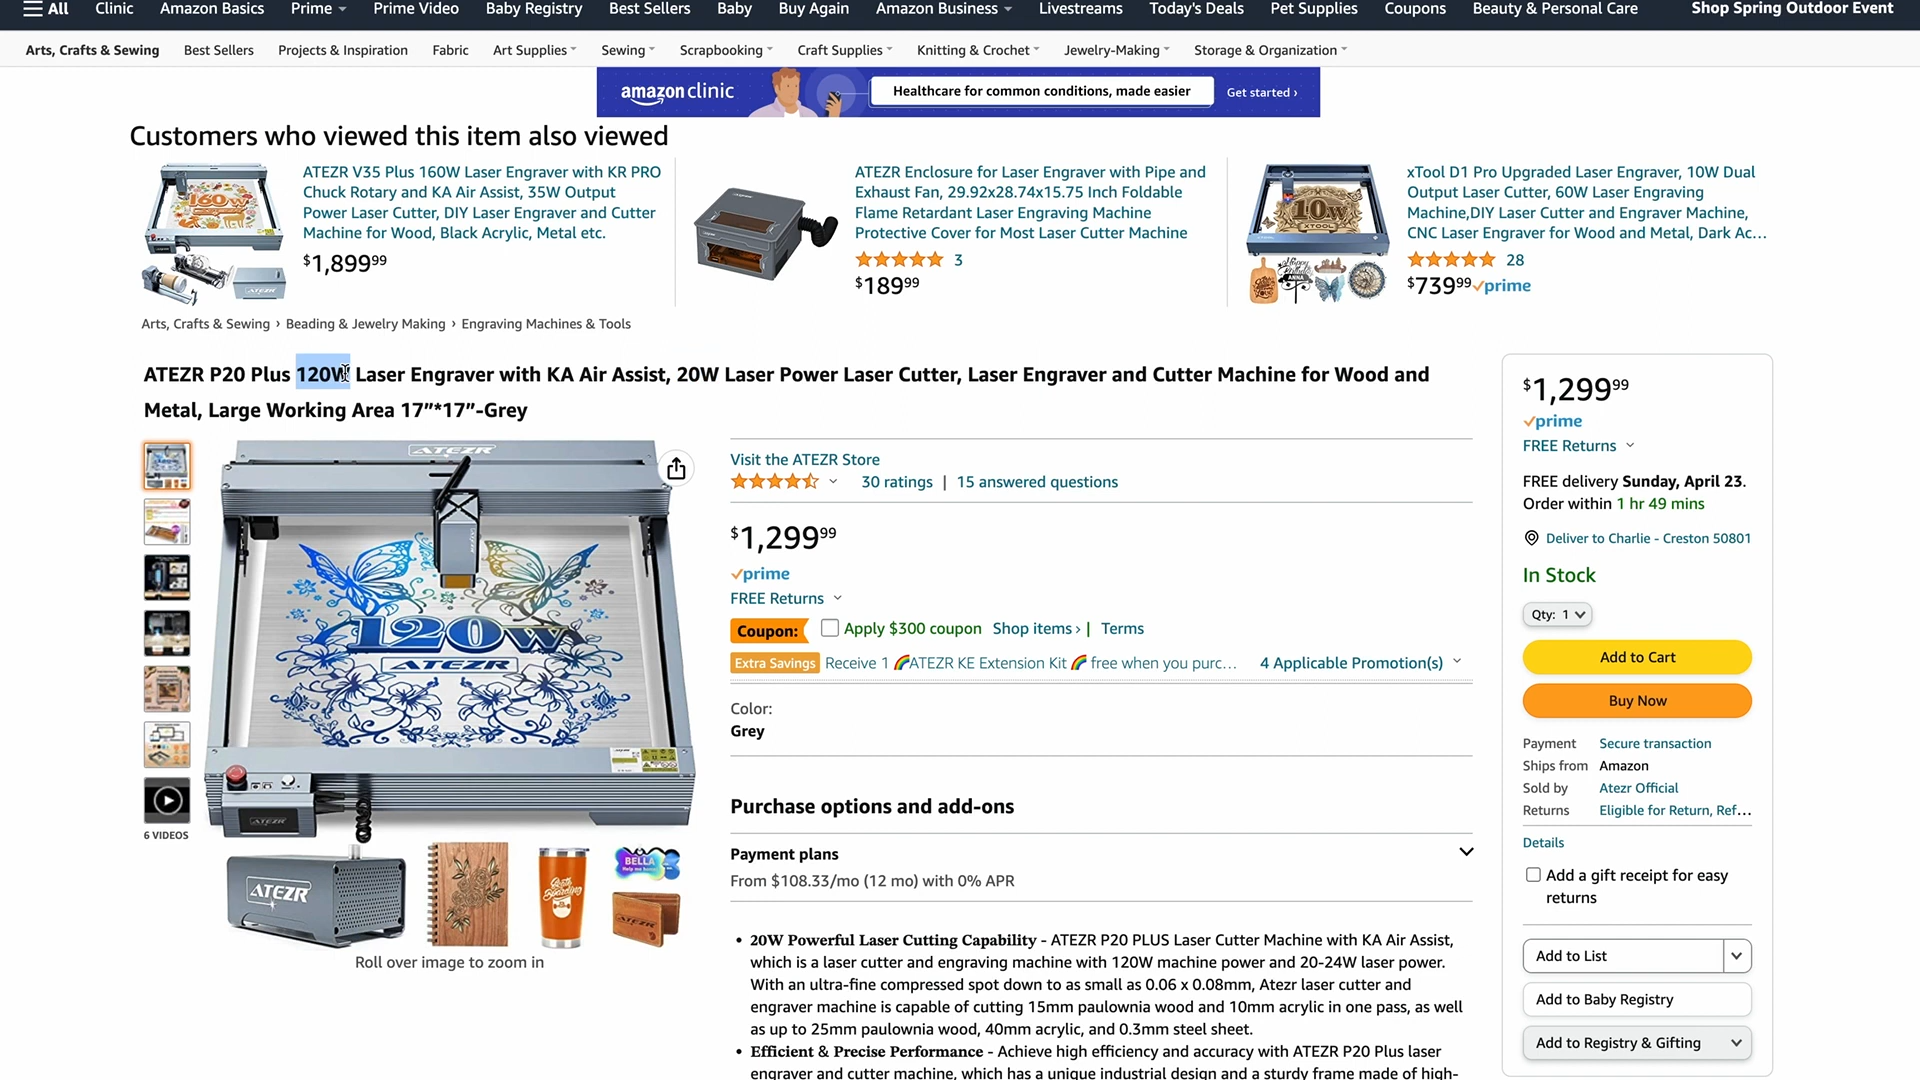 All Clinic Amazon Basics Prime Prime Video Baby Registry Best Sellers Baby Buy Again Amazon Business Livestreams Today's Deals Pet Supplies Coupons Beauty & Personal Care Shop Spring Outdoor Event
Arts, Crafts & Sewing Best Sellers Projects & Inspiration Fabric Art Supplies Sewing Scrapbooking Craft Supplies Knitting & Crochet Jewelry-Making Storage & Organization
amazon clinic Healthcare for common conditions, made easier Get started ›
Customers who viewed this item also viewed
ATEZR V35 Plus 160W Laser Engraver with KR PRO
Chuck Rotary and KA Air Assist, 35W Output
Power Laser Cutter, DIY Laser Engraver and Cutter
Machine for Wood, Black Acrylic, Metal etc.
$1,89999
160W
ATEZR Enclosure for Laser Engraver with Pipe and
Exhaust Fan, 29.92x28.74x15.75 Inch Foldable
Flame Retardant Laser Engraving Machine
Protective Cover for Most Laser Cutter Machine
3
$18999
xTool D1 Pro Upgraded Laser Engraver, 10W Dual
Output Laser Cutter, 60W Laser Engraving
Machine,DIY Laser Cutter and Engraver Machine,
CNC Laser Engraver for Wood and Metal, Dark Ac…
28
$73999 prime
10w
XTOOL
Arts, Crafts & Sewing › Beading & Jewelry Making › Engraving Machines & Tools
ATEZR P20 Plus 120W Laser Engraver with KA Air Assist, 20W Laser Power Laser Cutter, Laser Engraver and Cutter Machine for Wood and
Metal, Large Working Area 17”*17”-Grey
6 VIDEOS
ATEZR
120w
ATEZR
ATEZR
ATEZR
BELLA
ATEZR
Roll over image to zoom in
Visit the ATEZR Store
30 ratings | 15 answered questions
$1,29999
prime
FREE Returns
Coupon: Apply $300 coupon Shop items › | Terms
Extra Savings Receive 1 🌈ATEZR KE Extension Kit 🌈 free when you purc… 4 Applicable Promotion(s)
Color:
Grey
Purchase options and add-ons
Payment plans
From $108.33/mo (12 mo) with 0% APR
• 20W Powerful Laser Cutting Capability - ATEZR P20 PLUS Laser Cutter Machine with KA Air Assist,
which is a laser cutter and engraving machine with 120W machine power and 20-24W laser power.
With an ultra-fine compressed spot down to as small as 0.06 x 0.08mm, Atezr laser cutter and
engraver machine is capable of cutting 15mm paulownia wood and 10mm acrylic in one pass, as well
as up to 25mm paulownia wood, 40mm acrylic, and 0.3mm steel sheet.
• Efficient & Precise Performance - Achieve high efficiency and accuracy with ATEZR P20 Plus laser
engraver and cutter machine, which has a unique industrial design and a sturdy frame made of high-
$1,29999
prime
FREE Returns
FREE delivery Sunday, April 23.
Order within 1 hr 49 mins
Deliver to Charlie - Creston 50801
In Stock
Qty: 1
Add to Cart
Buy Now
Payment Secure transaction
Ships from Amazon
Sold by Atezr Official
Returns Eligible for Return, Ref…
Details
Add a gift receipt for easy
returns
Add to List
Add to Baby Registry
Add to Registry & Gifting